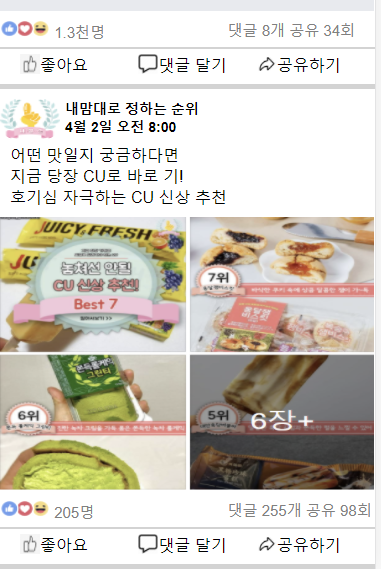 1.3천명
댓글 8개 공유 34회
좋아요
댓글 달기
공유하기
내맘대로 정하는 순위
4월 2일 오전 8:00
어떤 맛일지 궁금하다면
지금 당장 CU로 바로 기!
호기심 자극하는 CU 신상 추천
JUICY FRESH
놓쳐선 안될
CU 신상 추천!
Best 7
7위
6위
5위
6장+
205명
댓글 255개 공유 98회
좋아요
댓글 달기
공유하기